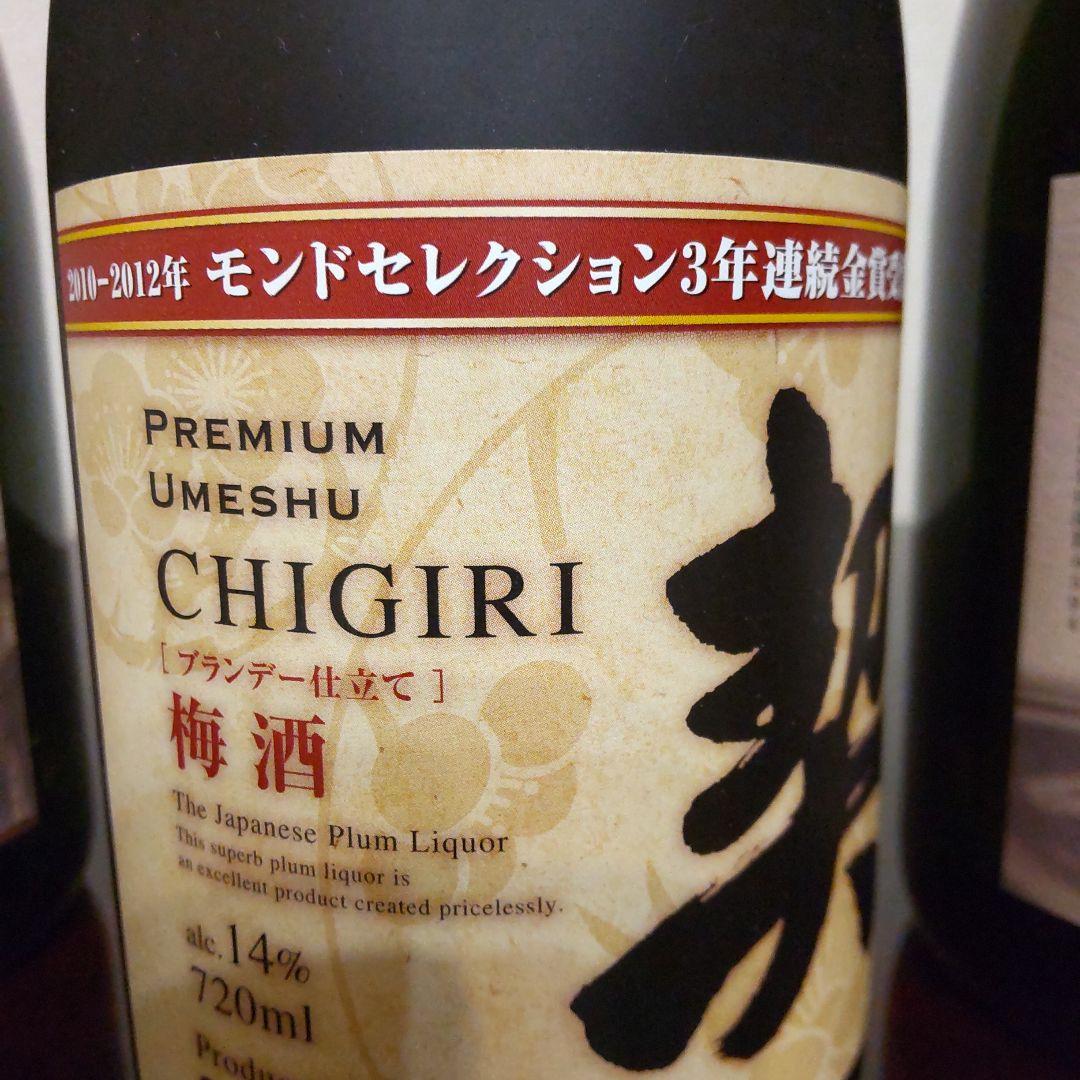 2010-2012年 モンドセレクション3年連続金賞受
PREMIUM
UMESHU
CHIGIRI
[ ブランデー仕立て ]
梅酒
The Japanese Plum Liquor
This superb plum liquor is
an excellent product created pricelessly.
alc.14%
720ml